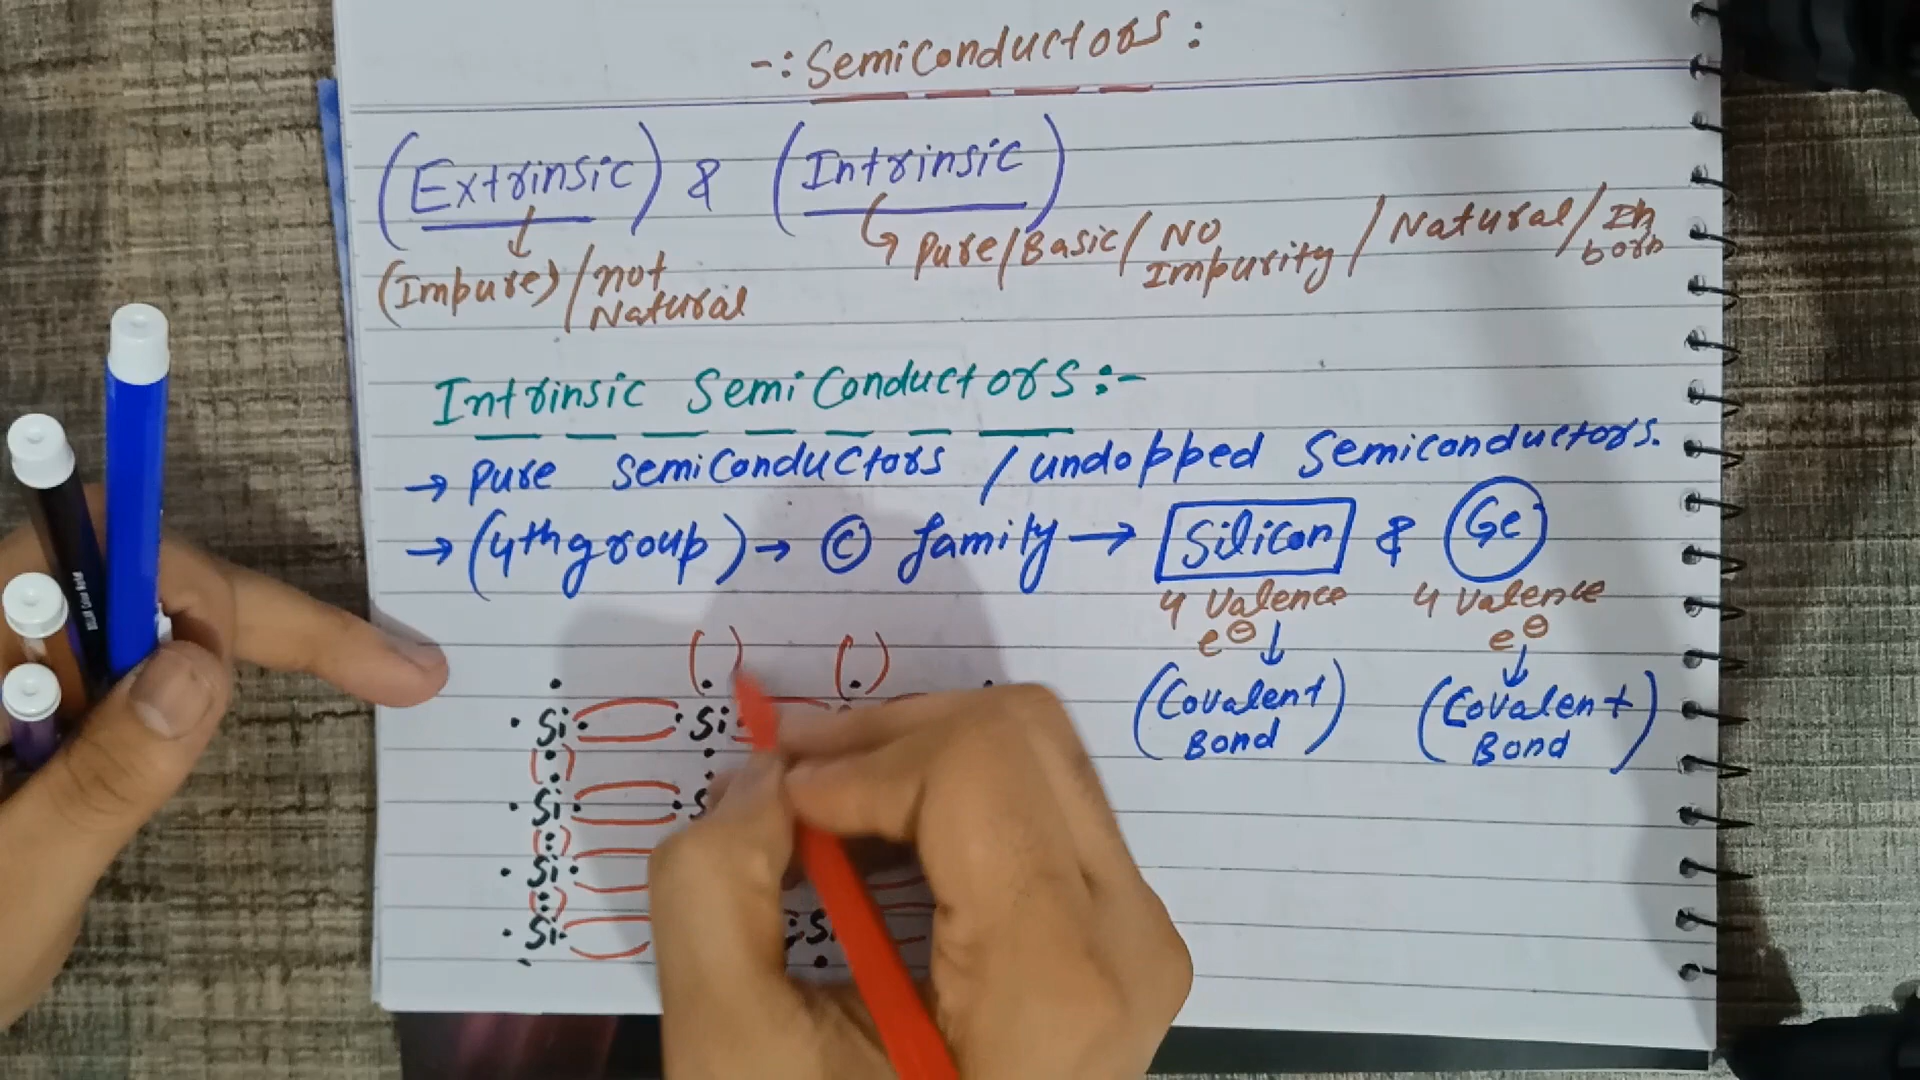 -: Semiconductors :
(Extrinsic) & (Intrinsic)
(Impure) / not Natural
Pure/Basic/ No Impurity / Natural / In born
Intrinsic Semiconductors :-
→ Pure Semiconductors / undopped Semiconductors.
→ (4th group) → © family → Silicon & Ge
4 Valence e⊖ ↓ 4 Valence e⊖ ↓
(Covalent Bond) (Covalent Bond)
Si Si
Si S
Si
Si Si